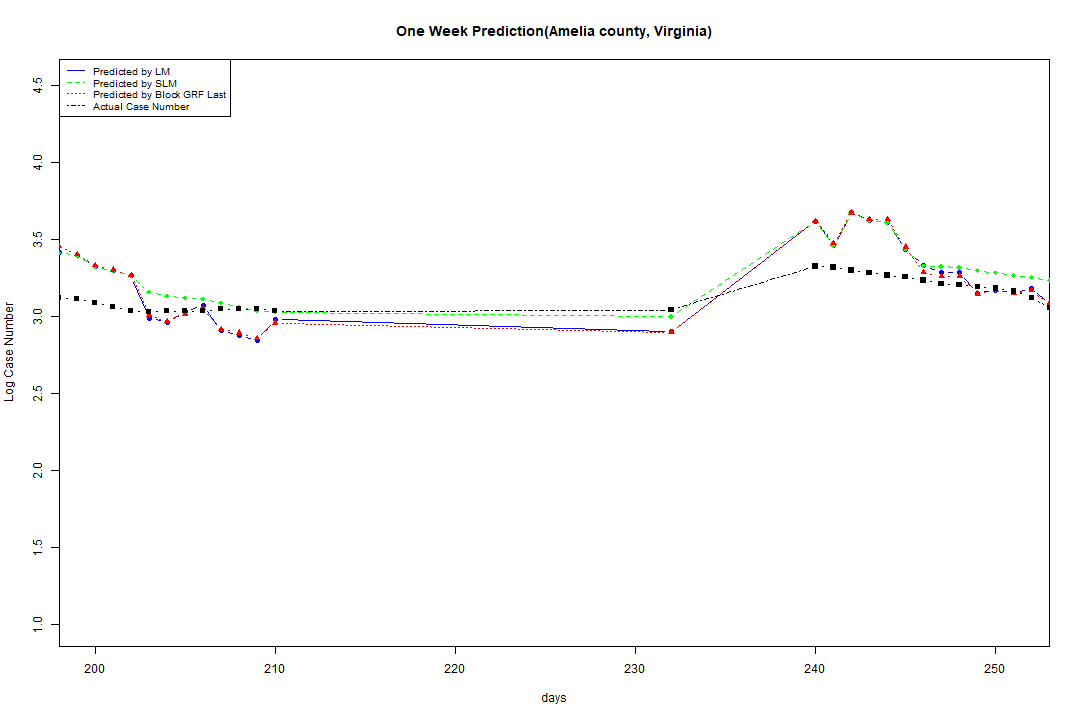 One Week Prediction(Amelia county, Virginia)
Predicted by LM
Predicted by SLM
Predicted by Block GRF Last
Actual Case Number
4.5
4.0
3.5
3.0
2.5
2.0
1.5
1.0
Log Case Number
200 210 220 230 240 250
days